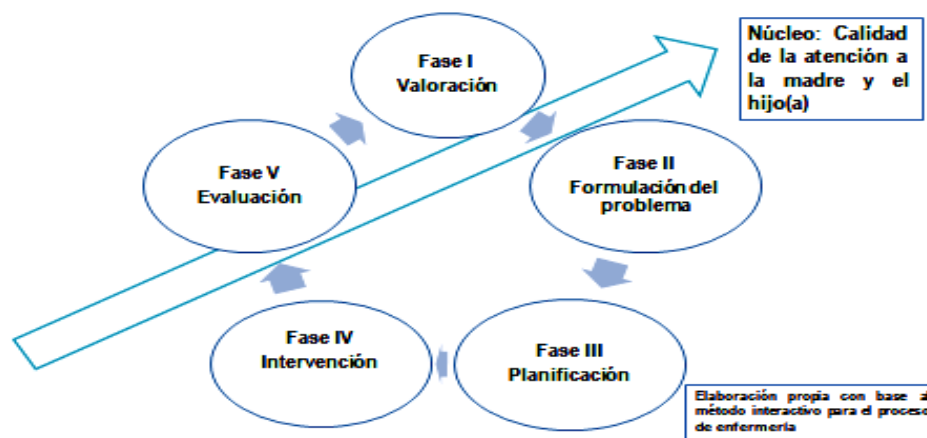 Núcleo: Calidad
de la atención a
la madre y el
hijo(a)
Fase I
Valoración
Fase II
Formulación del
problema
Fase III
Planificación
Fase IV
Intervención
Fase V
Evaluación
Elaboración propia con base al
método interactivo para el proceso
de enfermería